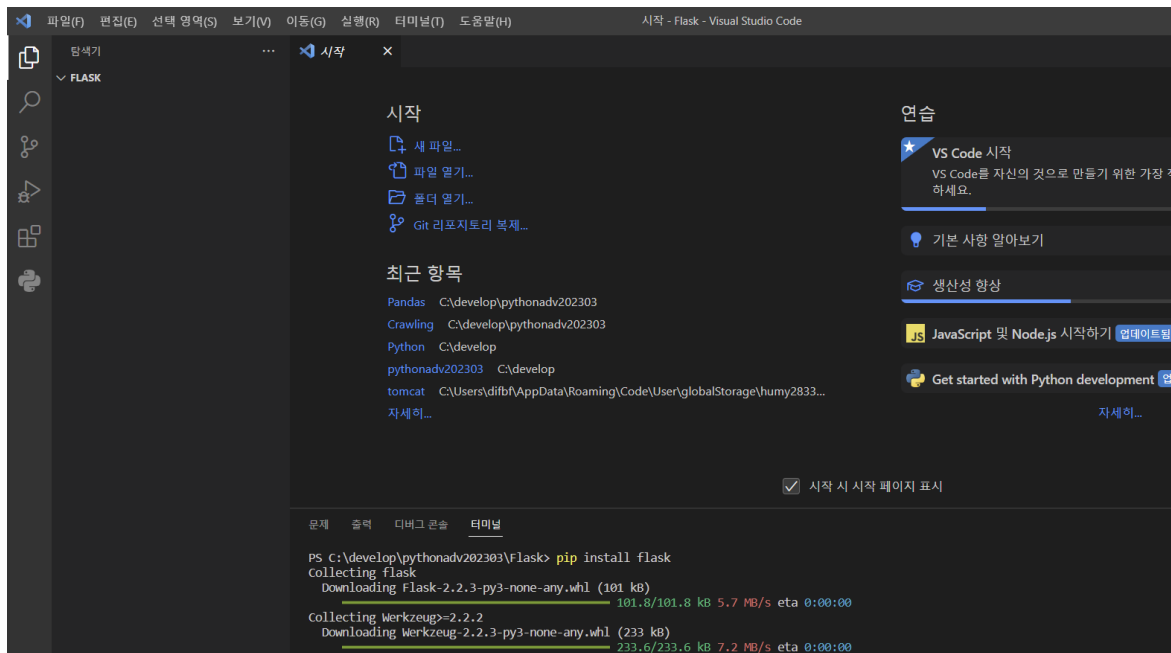 파일(F) 편집(E) 선택 영역(S) 보기(V) 이동(G) 실행(R) 터미널(T) 도움말(H) 시작 - Flask - Visual Studio Code
탐색기 ···
시작 ×
FLASK
시작
새 파일...
파일 열기...
폴더 열기...
Git 리포지토리 복제...
최근 항목
Pandas C:\develop\pythonadv202303
Crawling C:\develop\pythonadv202303
Python C:\develop
pythonadv202303 C:\develop
tomcat C:\Users\difbf\AppData\Roaming\Code\User\globalStorage\humy2833...
자세히...
연습
VS Code 시작
VS Code를 자신의 것으로 만들기 위한 가장
하세요.
기본 사항 알아보기
생산성 향상
JS JavaScript 및 Node.js 시작하기 업데이트됨
Get started with Python development 업
자세히...
시작 시 시작 페이지 표시
문제 출력 디버그 콘솔 터미널
PS C:\develop\pythonadv202303\Flask> pip install flask
Collecting flask
Downloading Flask-2.2.3-py3-none-any.whl (101 kB)
101.8/101.8 kB 5.7 MB/s eta 0:00:00
Collecting Werkzeug>=2.2.2
Downloading Werkzeug-2.2.3-py3-none-any.whl (233 kB)
233.6/233.6 kB 7.2 MB/s eta 0:00:00